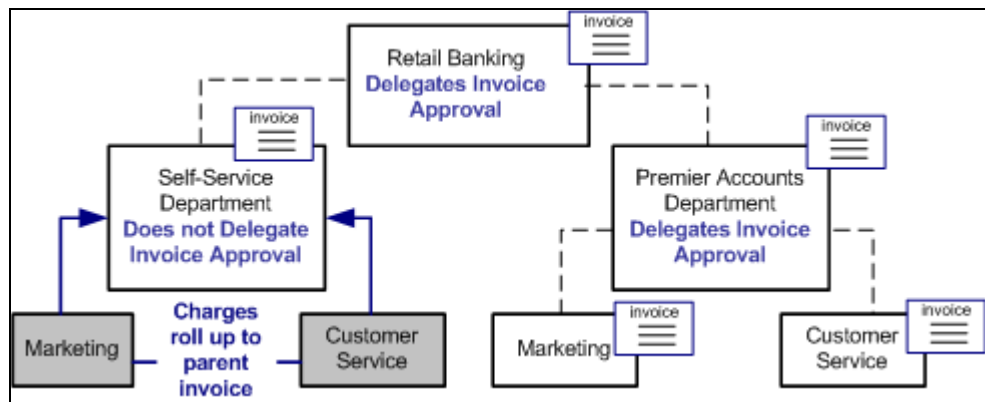 invoice
Retail Banking
Delegates Invoice
Approval
invoice
Self-Service
Department
Does not Delegate
Invoice Approval
invoice
Premier Accounts
Department
Delegates Invoice
Approval
Marketing
Charges
roll up to
parent
invoice
Customer
Service
invoice
Marketing
invoice
Customer
Service